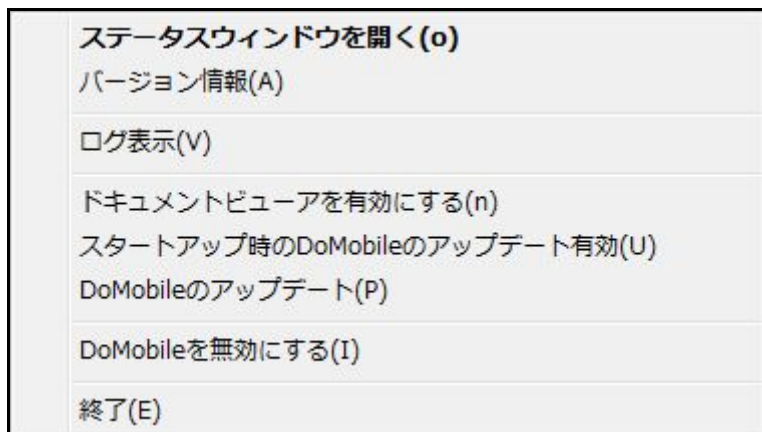 ステータスウィンドウを開く(o)
バージョン情報(A)
ログ表示(V)
ドキュメントビューアを有効にする(n)
スタートアップ時のDoMobileのアップデート有効(U)
DoMobileのアップデート(P)
DoMobileを無効にする(I)
終了(E)